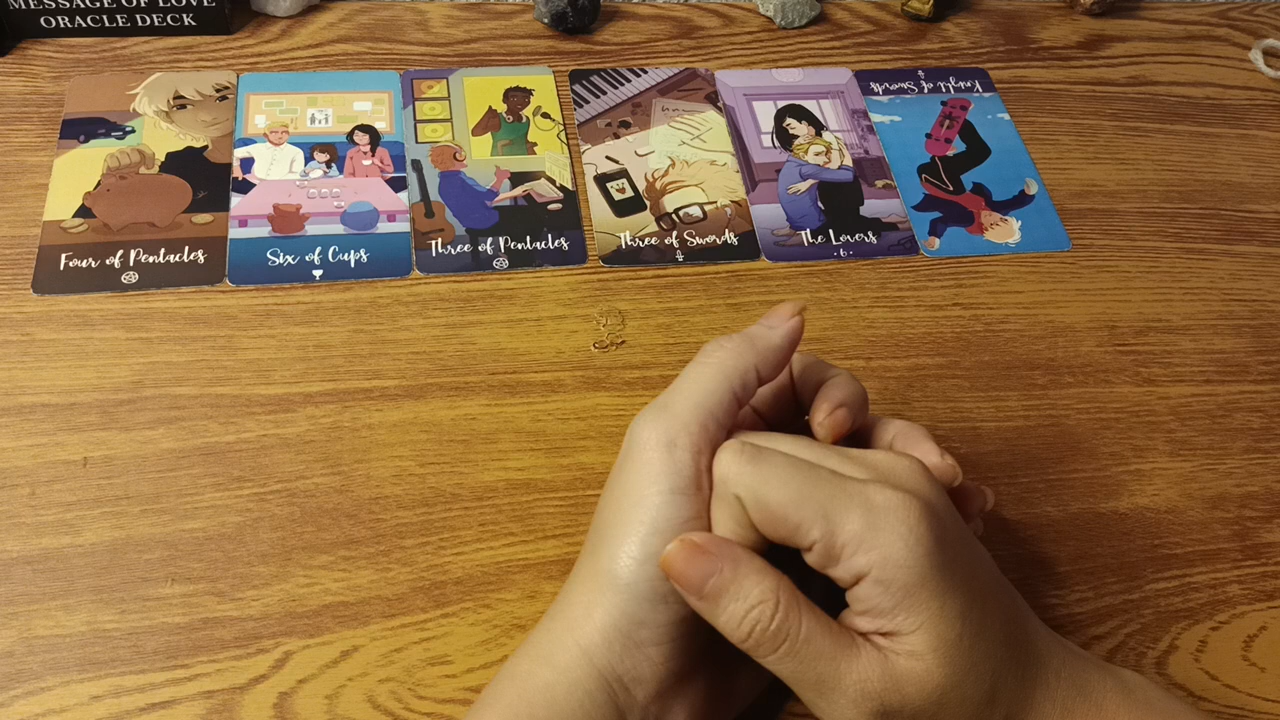 MESSAGE OF LOVE
ORACLE DECK
Four of Pentacles
Six of Cups
Three of Pentacles
Three of Swords
The Lovers
·6·
Knight of Swords